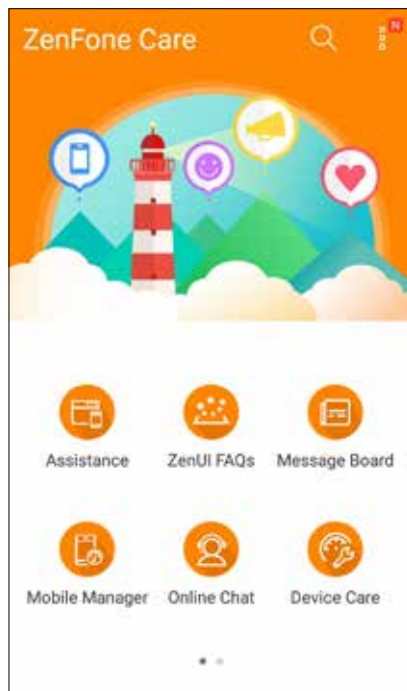 ZenFone Care
N
Assistance
ZenUI FAQs
Message Board
Mobile Manager
Online Chat
Device Care